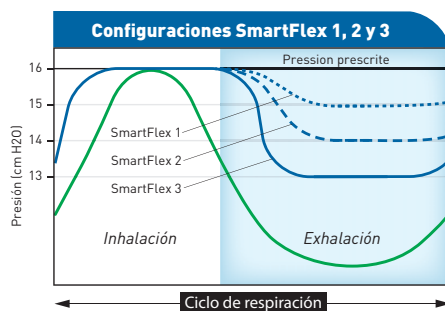 Configuraciones SmartFlex 1, 2 y 3
Pression prescrite
16
15
14
13
Presión (cm H2O)
SmartFlex 1
SmartFlex 2
SmartFlex 3
Inhalación
Exhalación
Ciclo de respiración